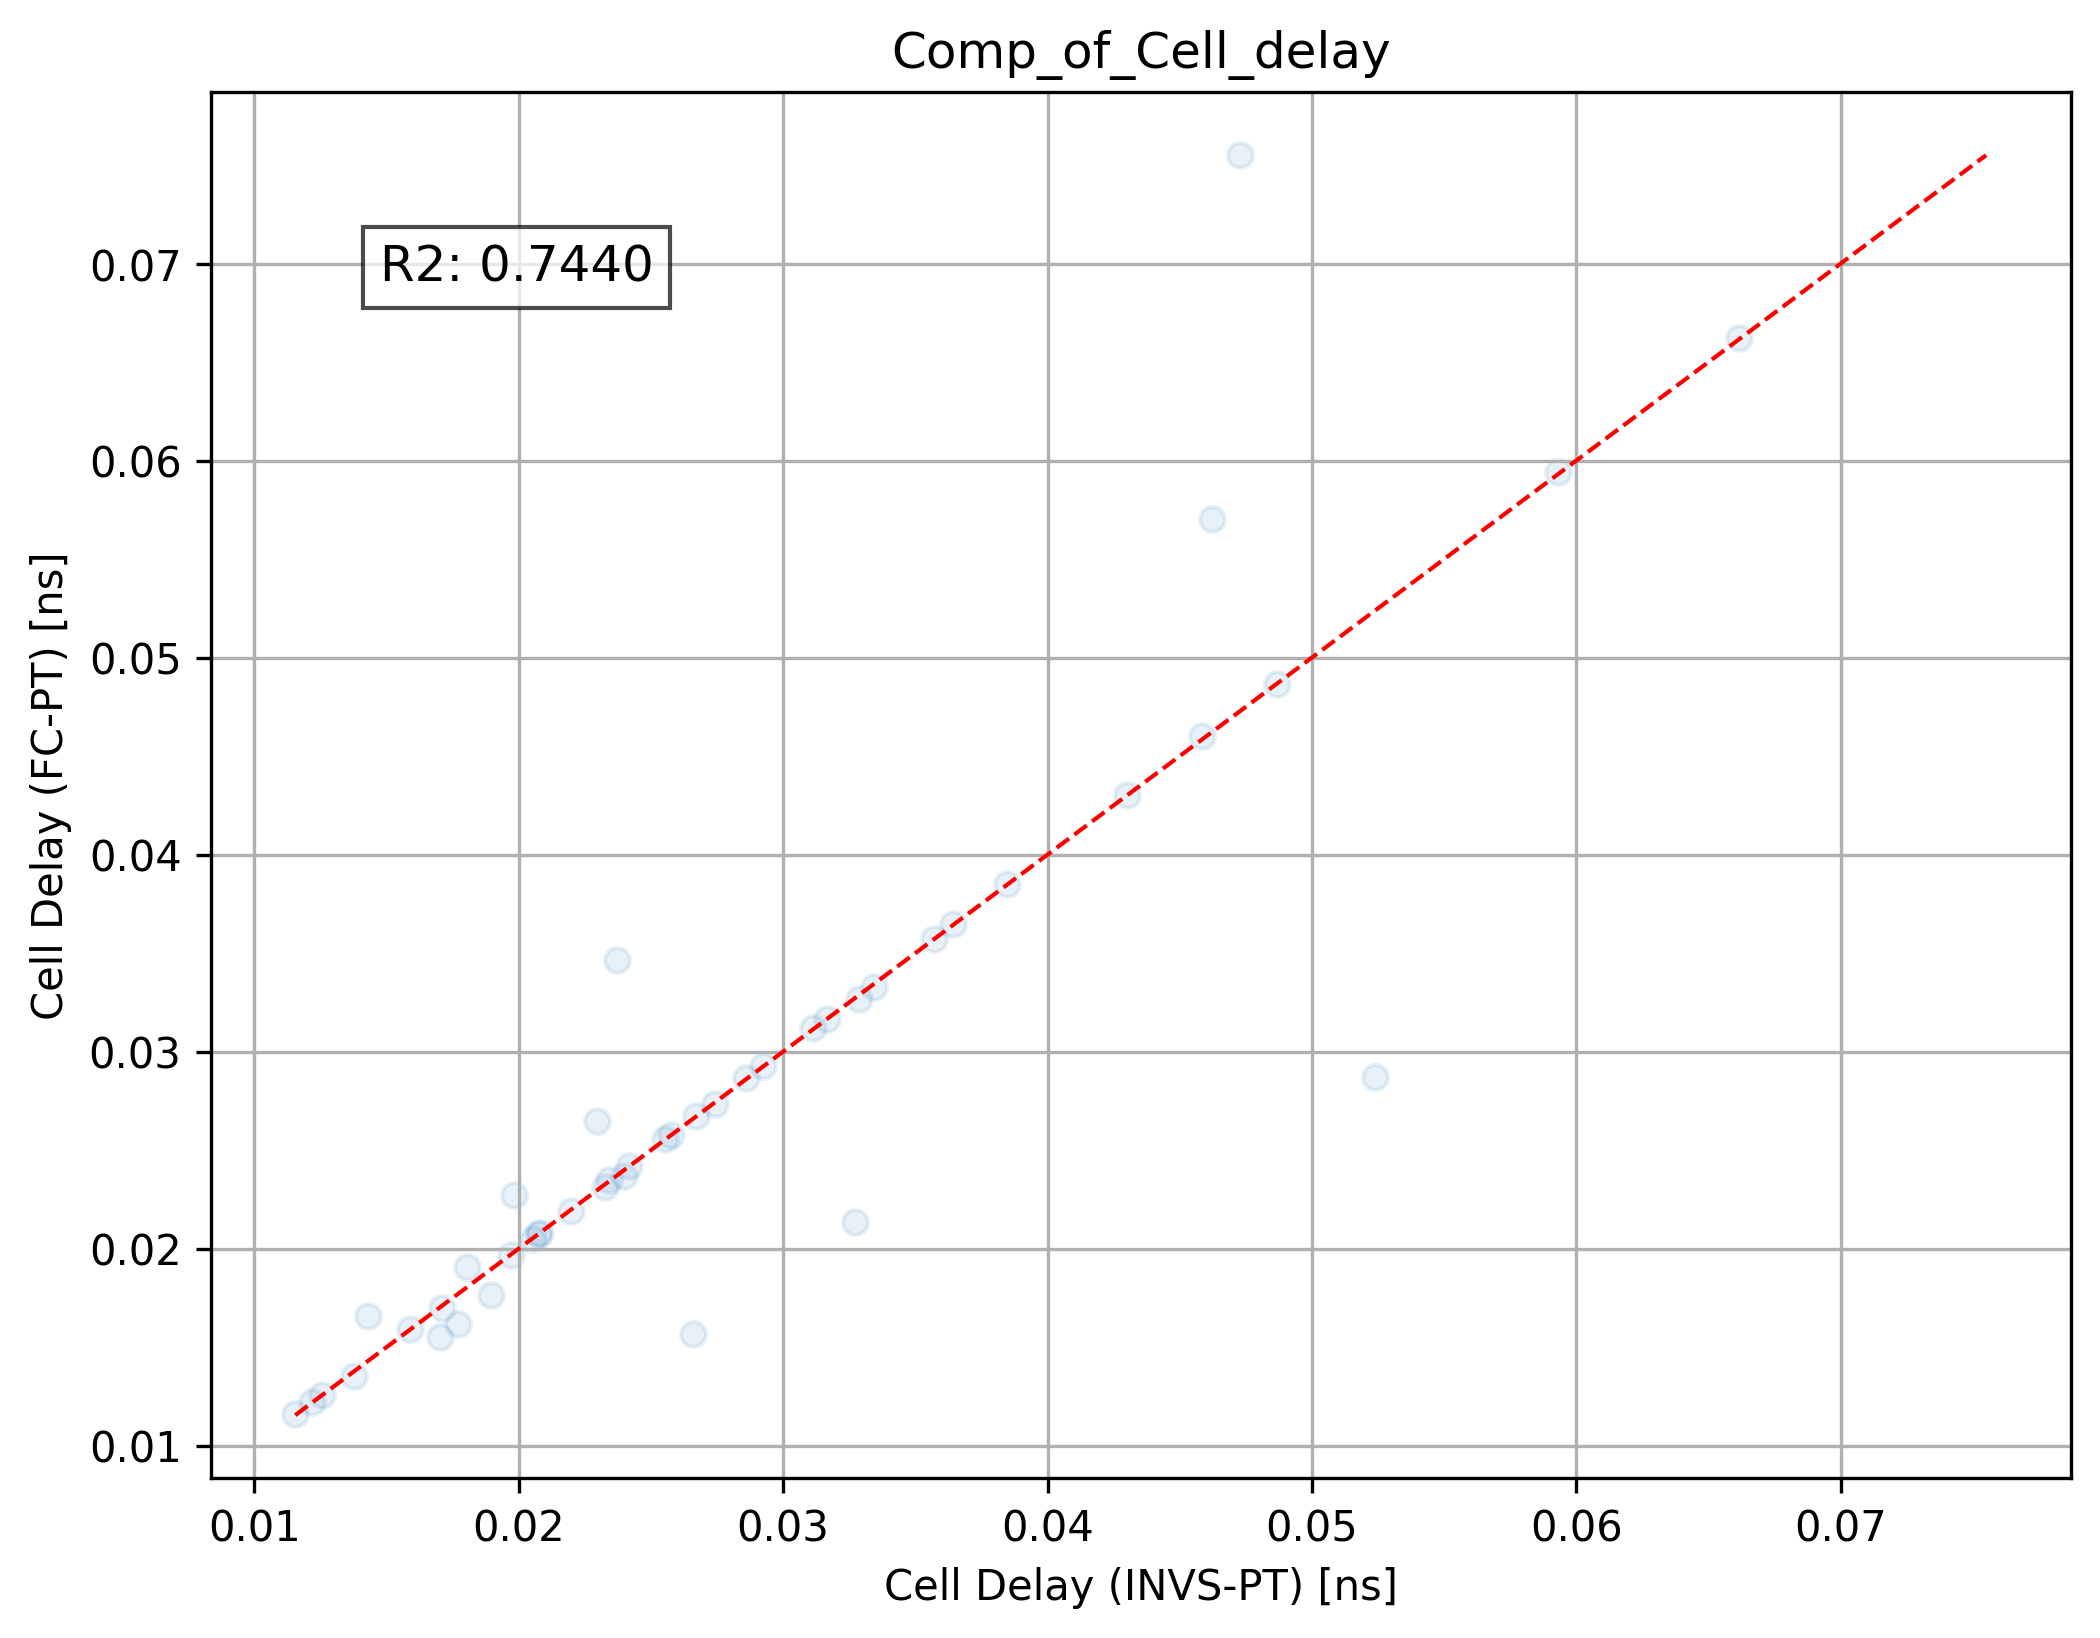 Comp_of_Cell_delay
R2: 0.7440
Cell Delay (FC-PT) [ns]
0.07
0.06
0.05
0.04
0.03
0.02
0.01
0.01 0.02 0.03 0.04 0.05 0.06 0.07
Cell Delay (INVS-PT) [ns]